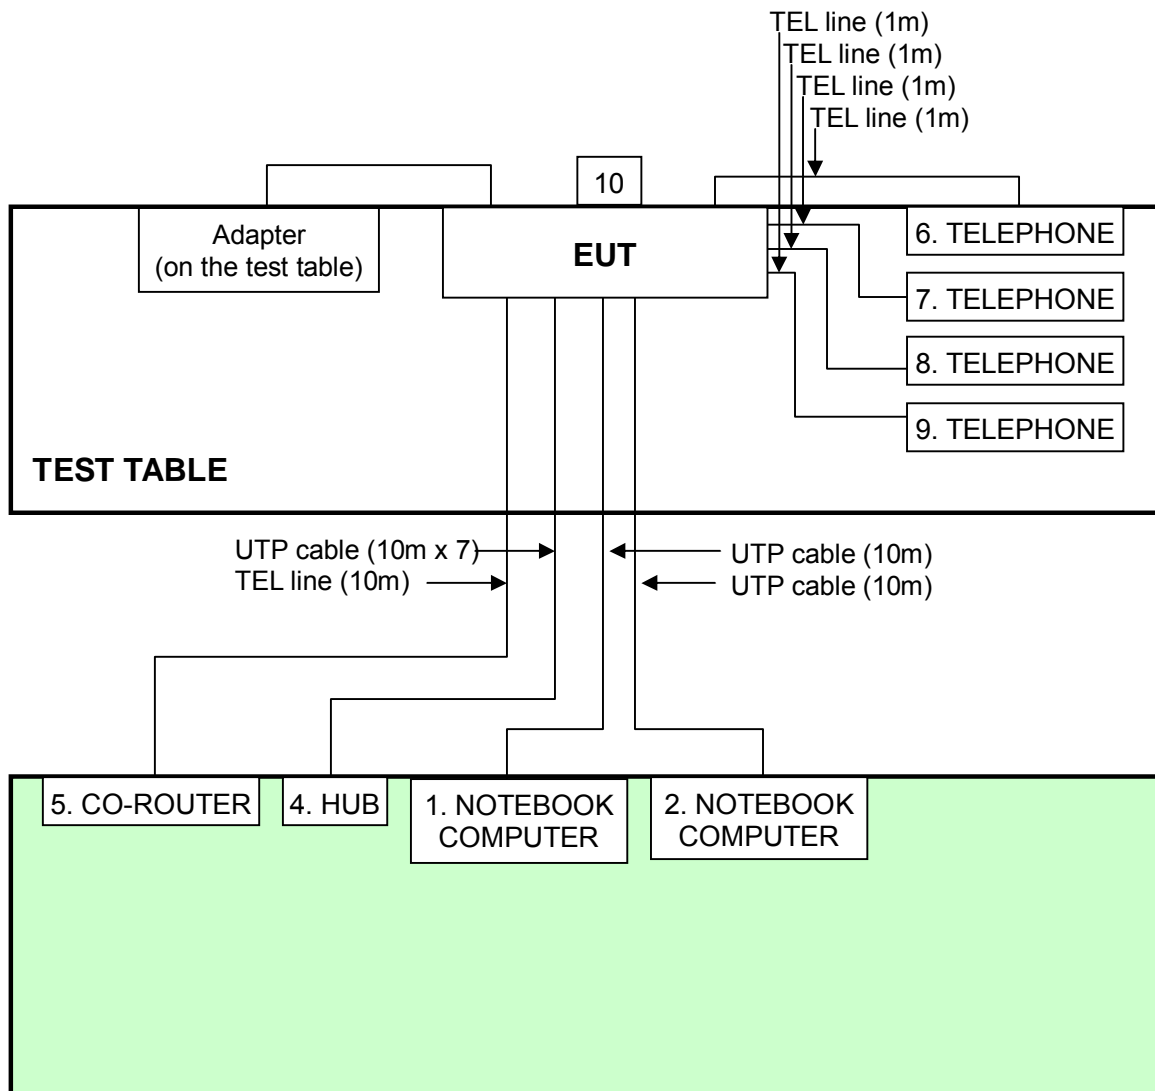 TEL line (1m)
TEL line (1m)
TEL line (1m)
TEL line (1m)
10
Adapter
(on the test table)
EUT
6. TELEPHONE
7. TELEPHONE
8. TELEPHONE
9. TELEPHONE
TEST TABLE
UTP cable (10m x 7)
TEL line (10m)
UTP cable (10m)
UTP cable (10m)
5. CO-ROUTER
4. HUB
1. NOTEBOOK
COMPUTER
2. NOTEBOOK
COMPUTER